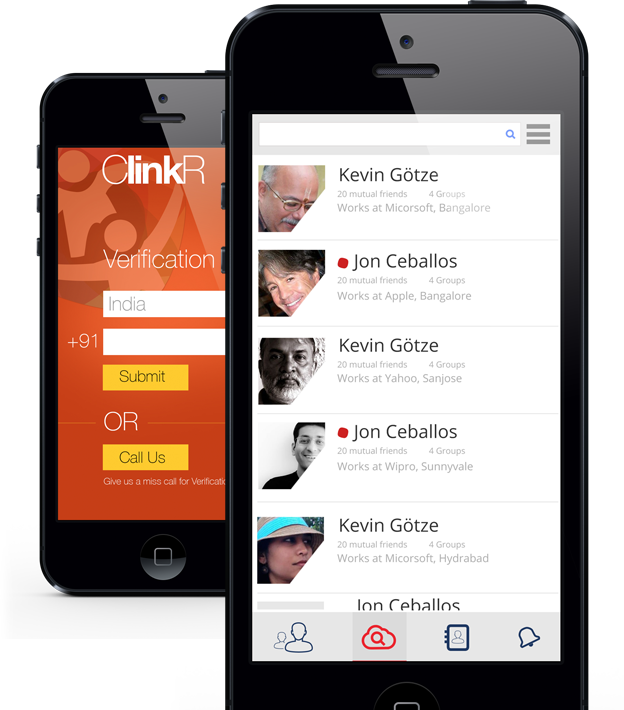 ClinkR
Verification
India
+91
Submit
OR
Call Us
Give us a miss call for Verificatio
Kevin Götze
20 mutual friends 4 Groups
Works at Micorsoft, Bangalore
Jon Ceballos
20 mutual friends 4 Groups
Works at Apple, Bangalore
Kevin Götze
20 mutual friends 4 Groups
Works at Yahoo, Sanjose
Jon Ceballos
20 mutual friends 4 Groups
Works at Wipro, Sunnyvale
Kevin Götze
20 mutual friends 4 Groups
Works at Micorsoft, Hydrabad
Jon Ceballos